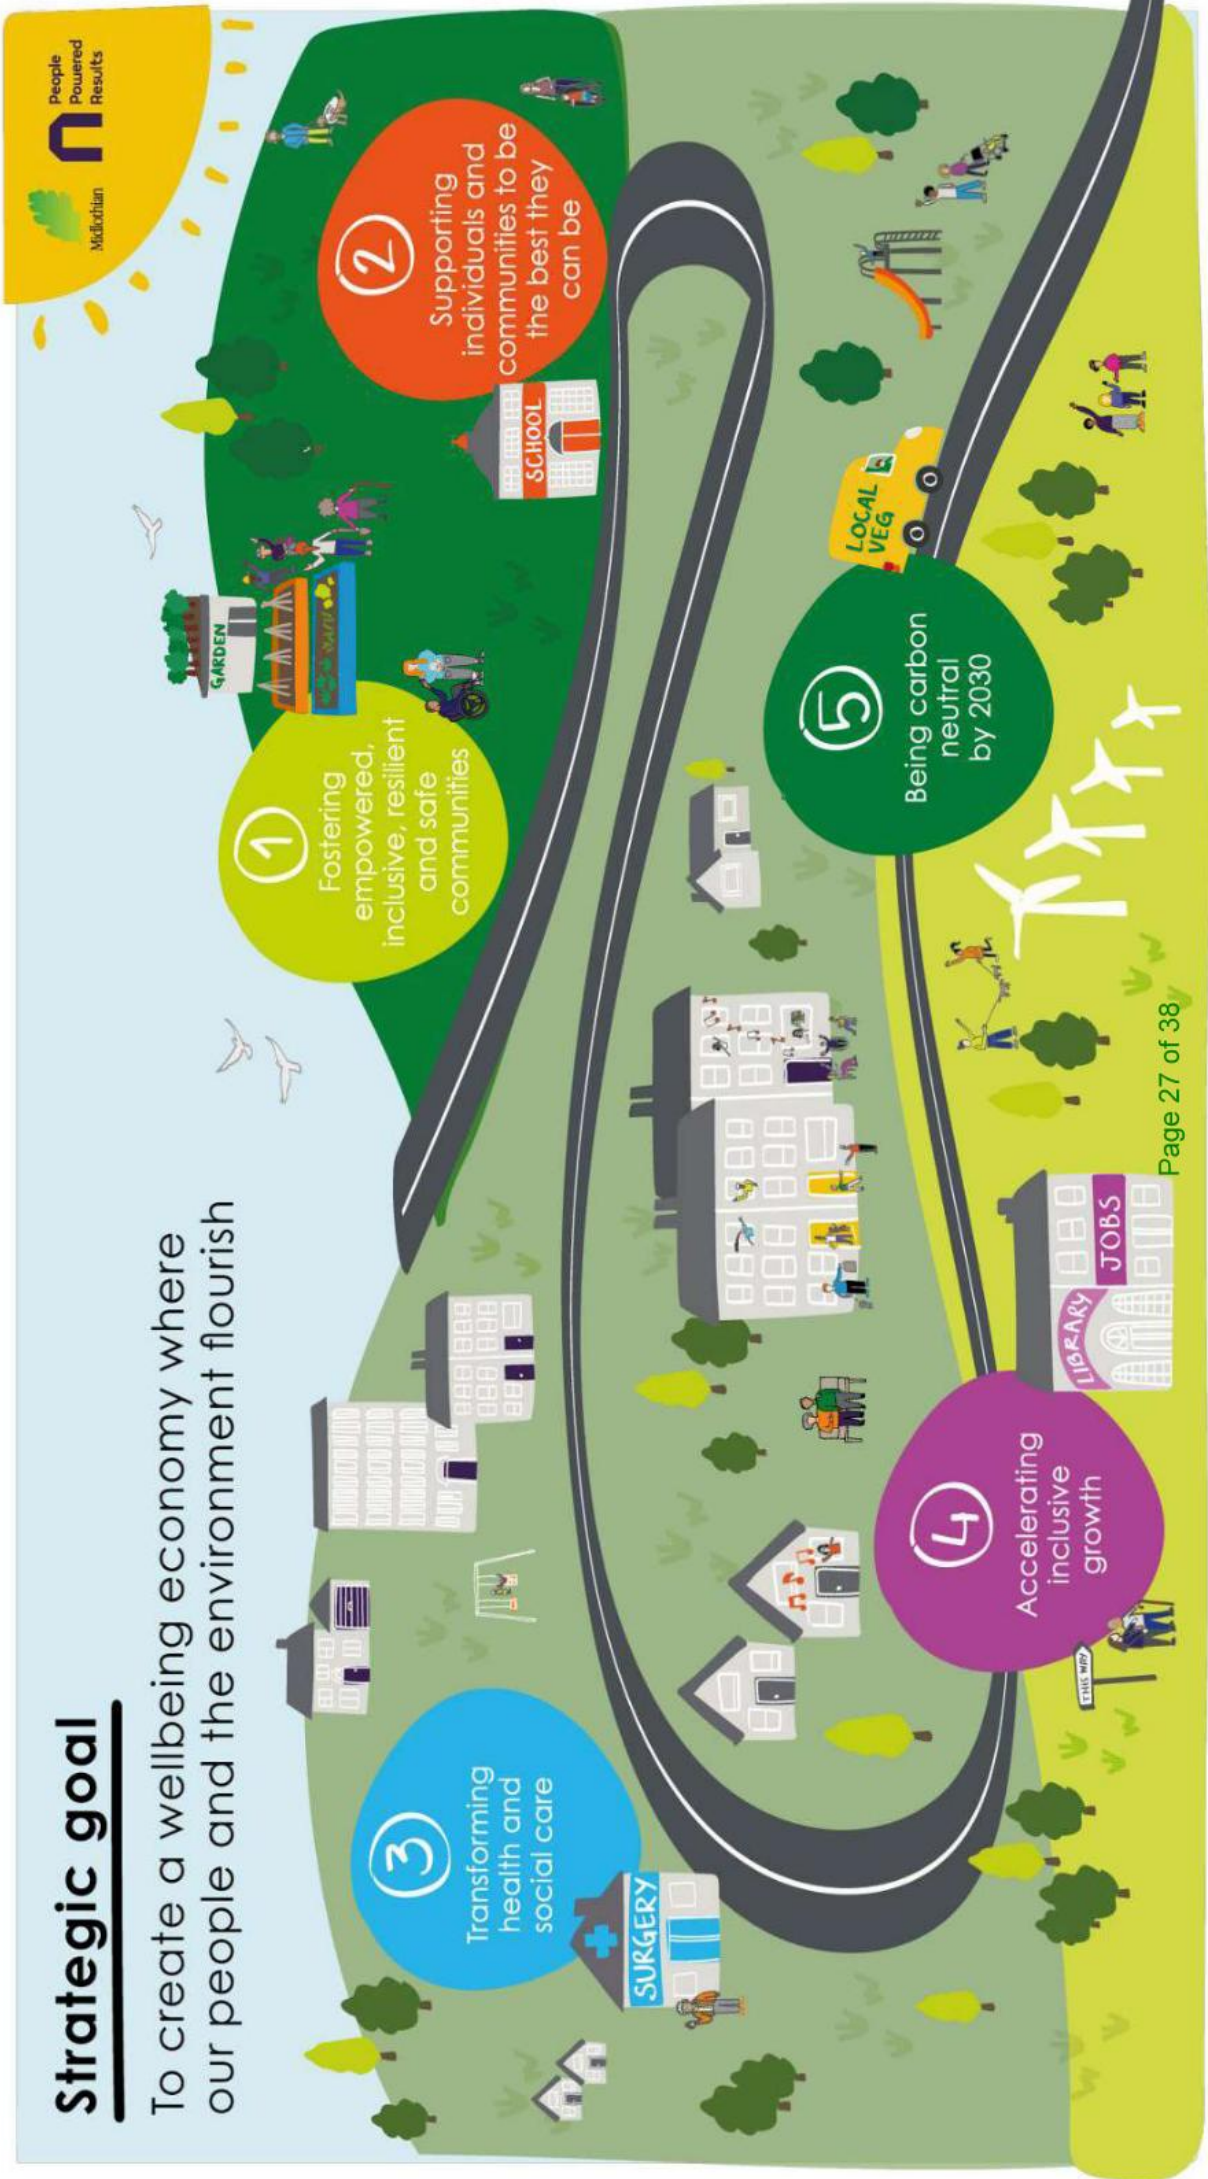 Strategic goal
To create a wellbeing economy where
our people and the environment flourish
Midlothian
People
Powered
Results
1
Fostering
empowered,
inclusive, resilient
and safe
communities
GARDEN
2
Supporting
individuals and
communities to be
the best they
can be
SCHOOL
3
Transforming
health and
social care
SURGERY
4
Accelerating
inclusive
growth
THIS WAY
LIBRARY
JOBS
5
Being carbon
neutral
by 2030
LOCAL
VEG
Page 27 of 38